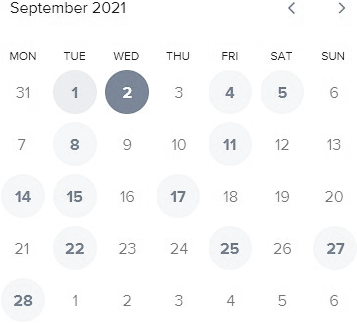 September 2021 < >
MON TUE WED THU FRI SAT SUN
31 1 2 3 4 5 6
7 8 9 10 11 12 13
14 15 16 17 18 19 20
21 22 23 24 25 26 27
28 1 2 3 4 5 6